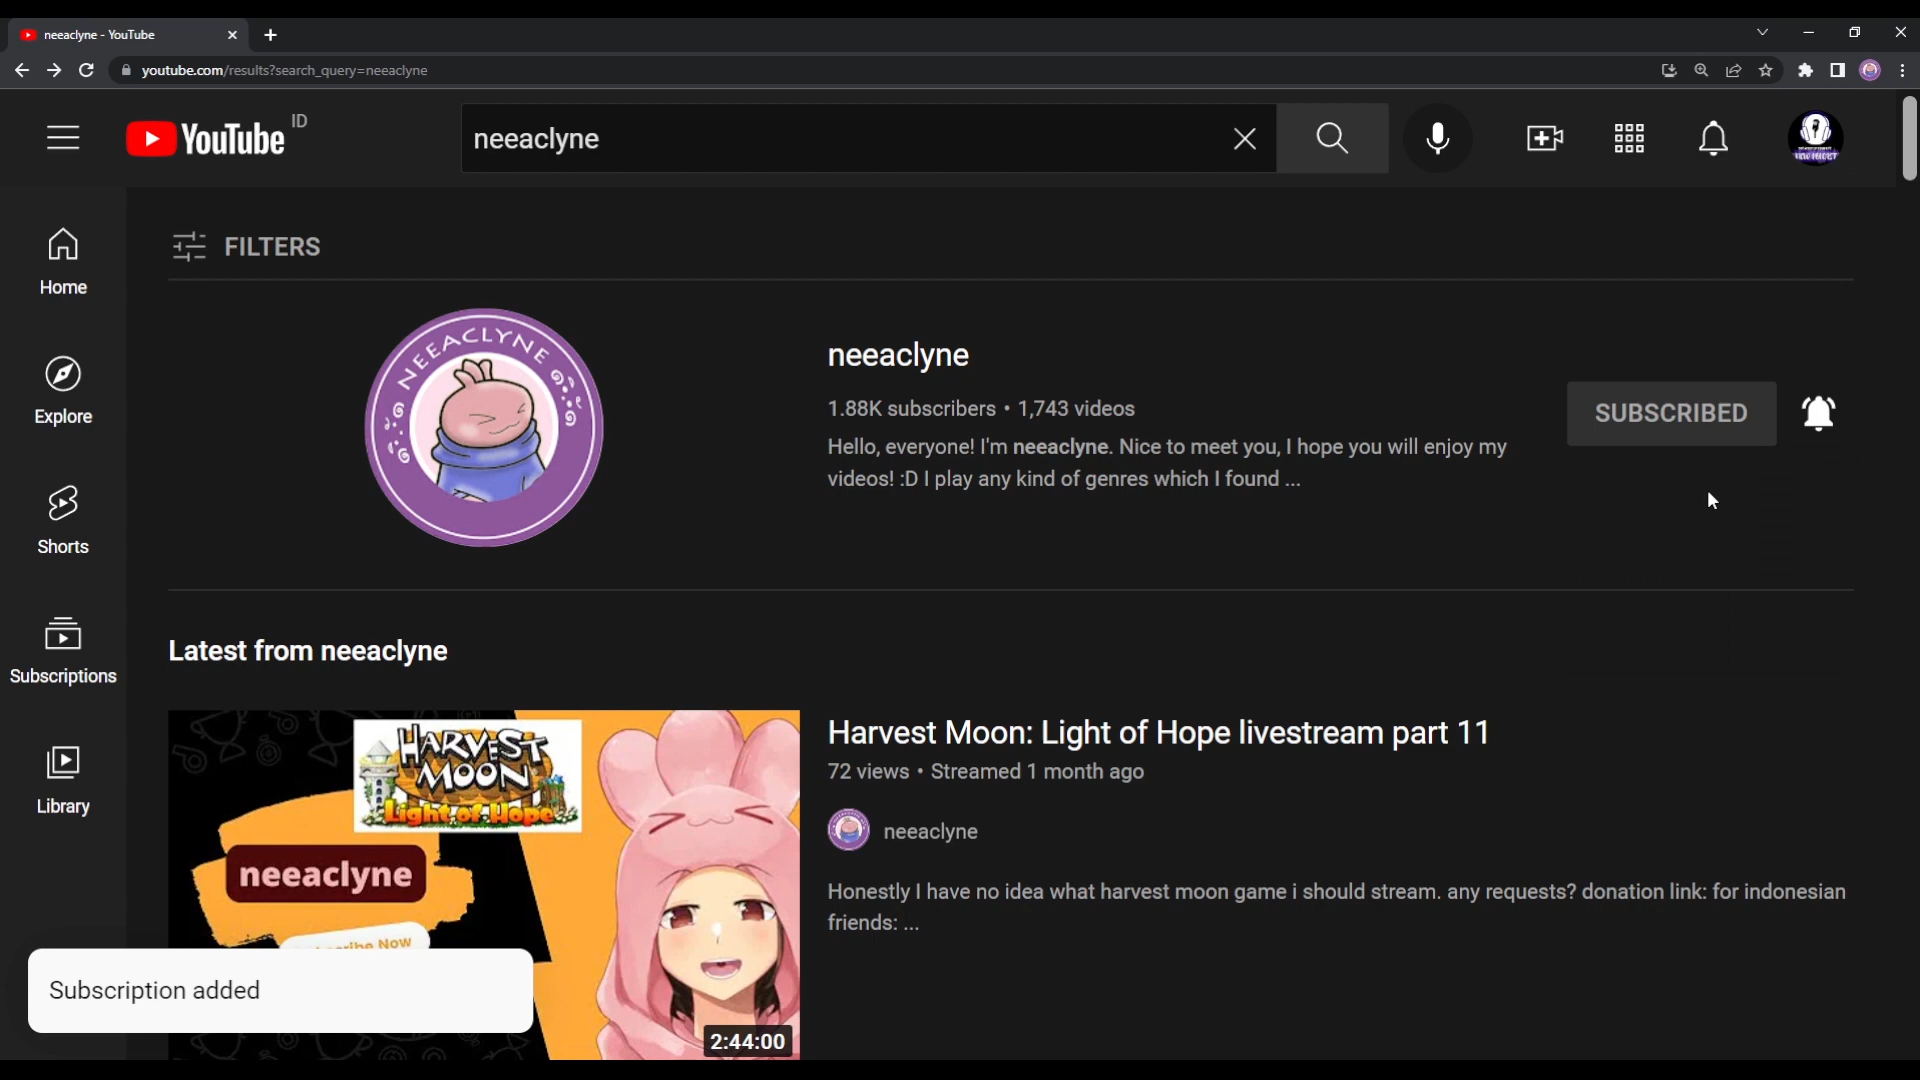 neeaclyne - YouTube
youtube.com/results?search_query=neeaclyne
YouTube ID
neeaclyne
FILTERS
Home
Explore
Shorts
Subscriptions
Library
NEEACLYNE
neeaclyne
1.88K subscribers • 1,743 videos
Hello, everyone! I'm neeaclyne. Nice to meet you, I hope you will enjoy my
videos! :D I play any kind of genres which I found ...
SUBSCRIBED
Latest from neeaclyne
HARVEST
MOON
Light of Hope
neeaclyne
Now
2:44:00
Harvest Moon: Light of Hope livestream part 11
72 views • Streamed 1 month ago
neeaclyne
Honestly I have no idea what harvest moon game i should stream. any requests? donation link: for indonesian
friends: ...
Subscription added